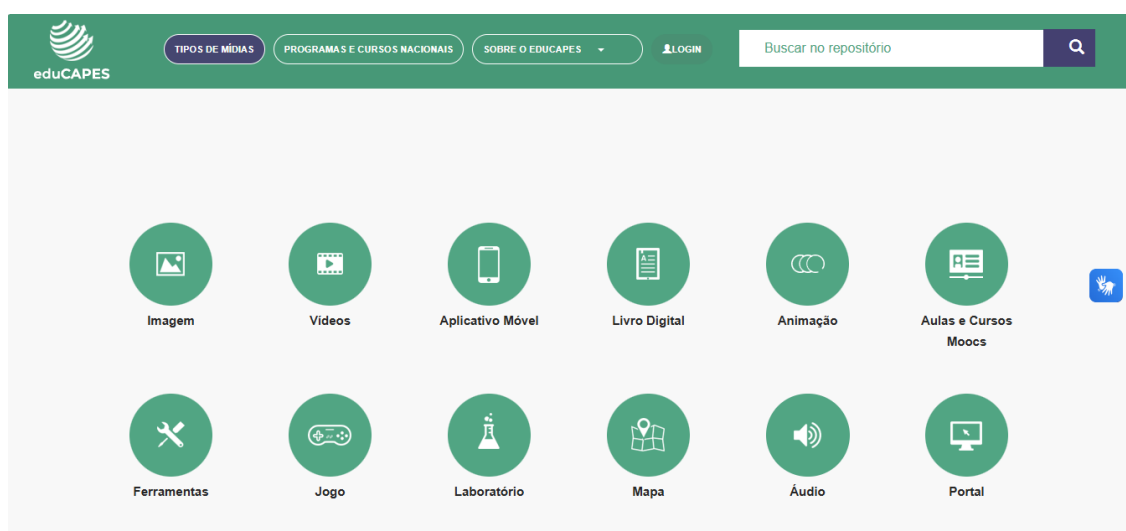 eduCAPES
TIPOS DE MÍDIAS
PROGRAMAS E CURSOS NACIONAIS
SOBRE O EDUCAPES
LOGIN
Buscar no repositório
Imagem
Vídeos
Aplicativo Móvel
Livro Digital
Animação
Aulas e Cursos
Moocs
Ferramentas
Jogo
Laboratório
Mapa
Áudio
Portal